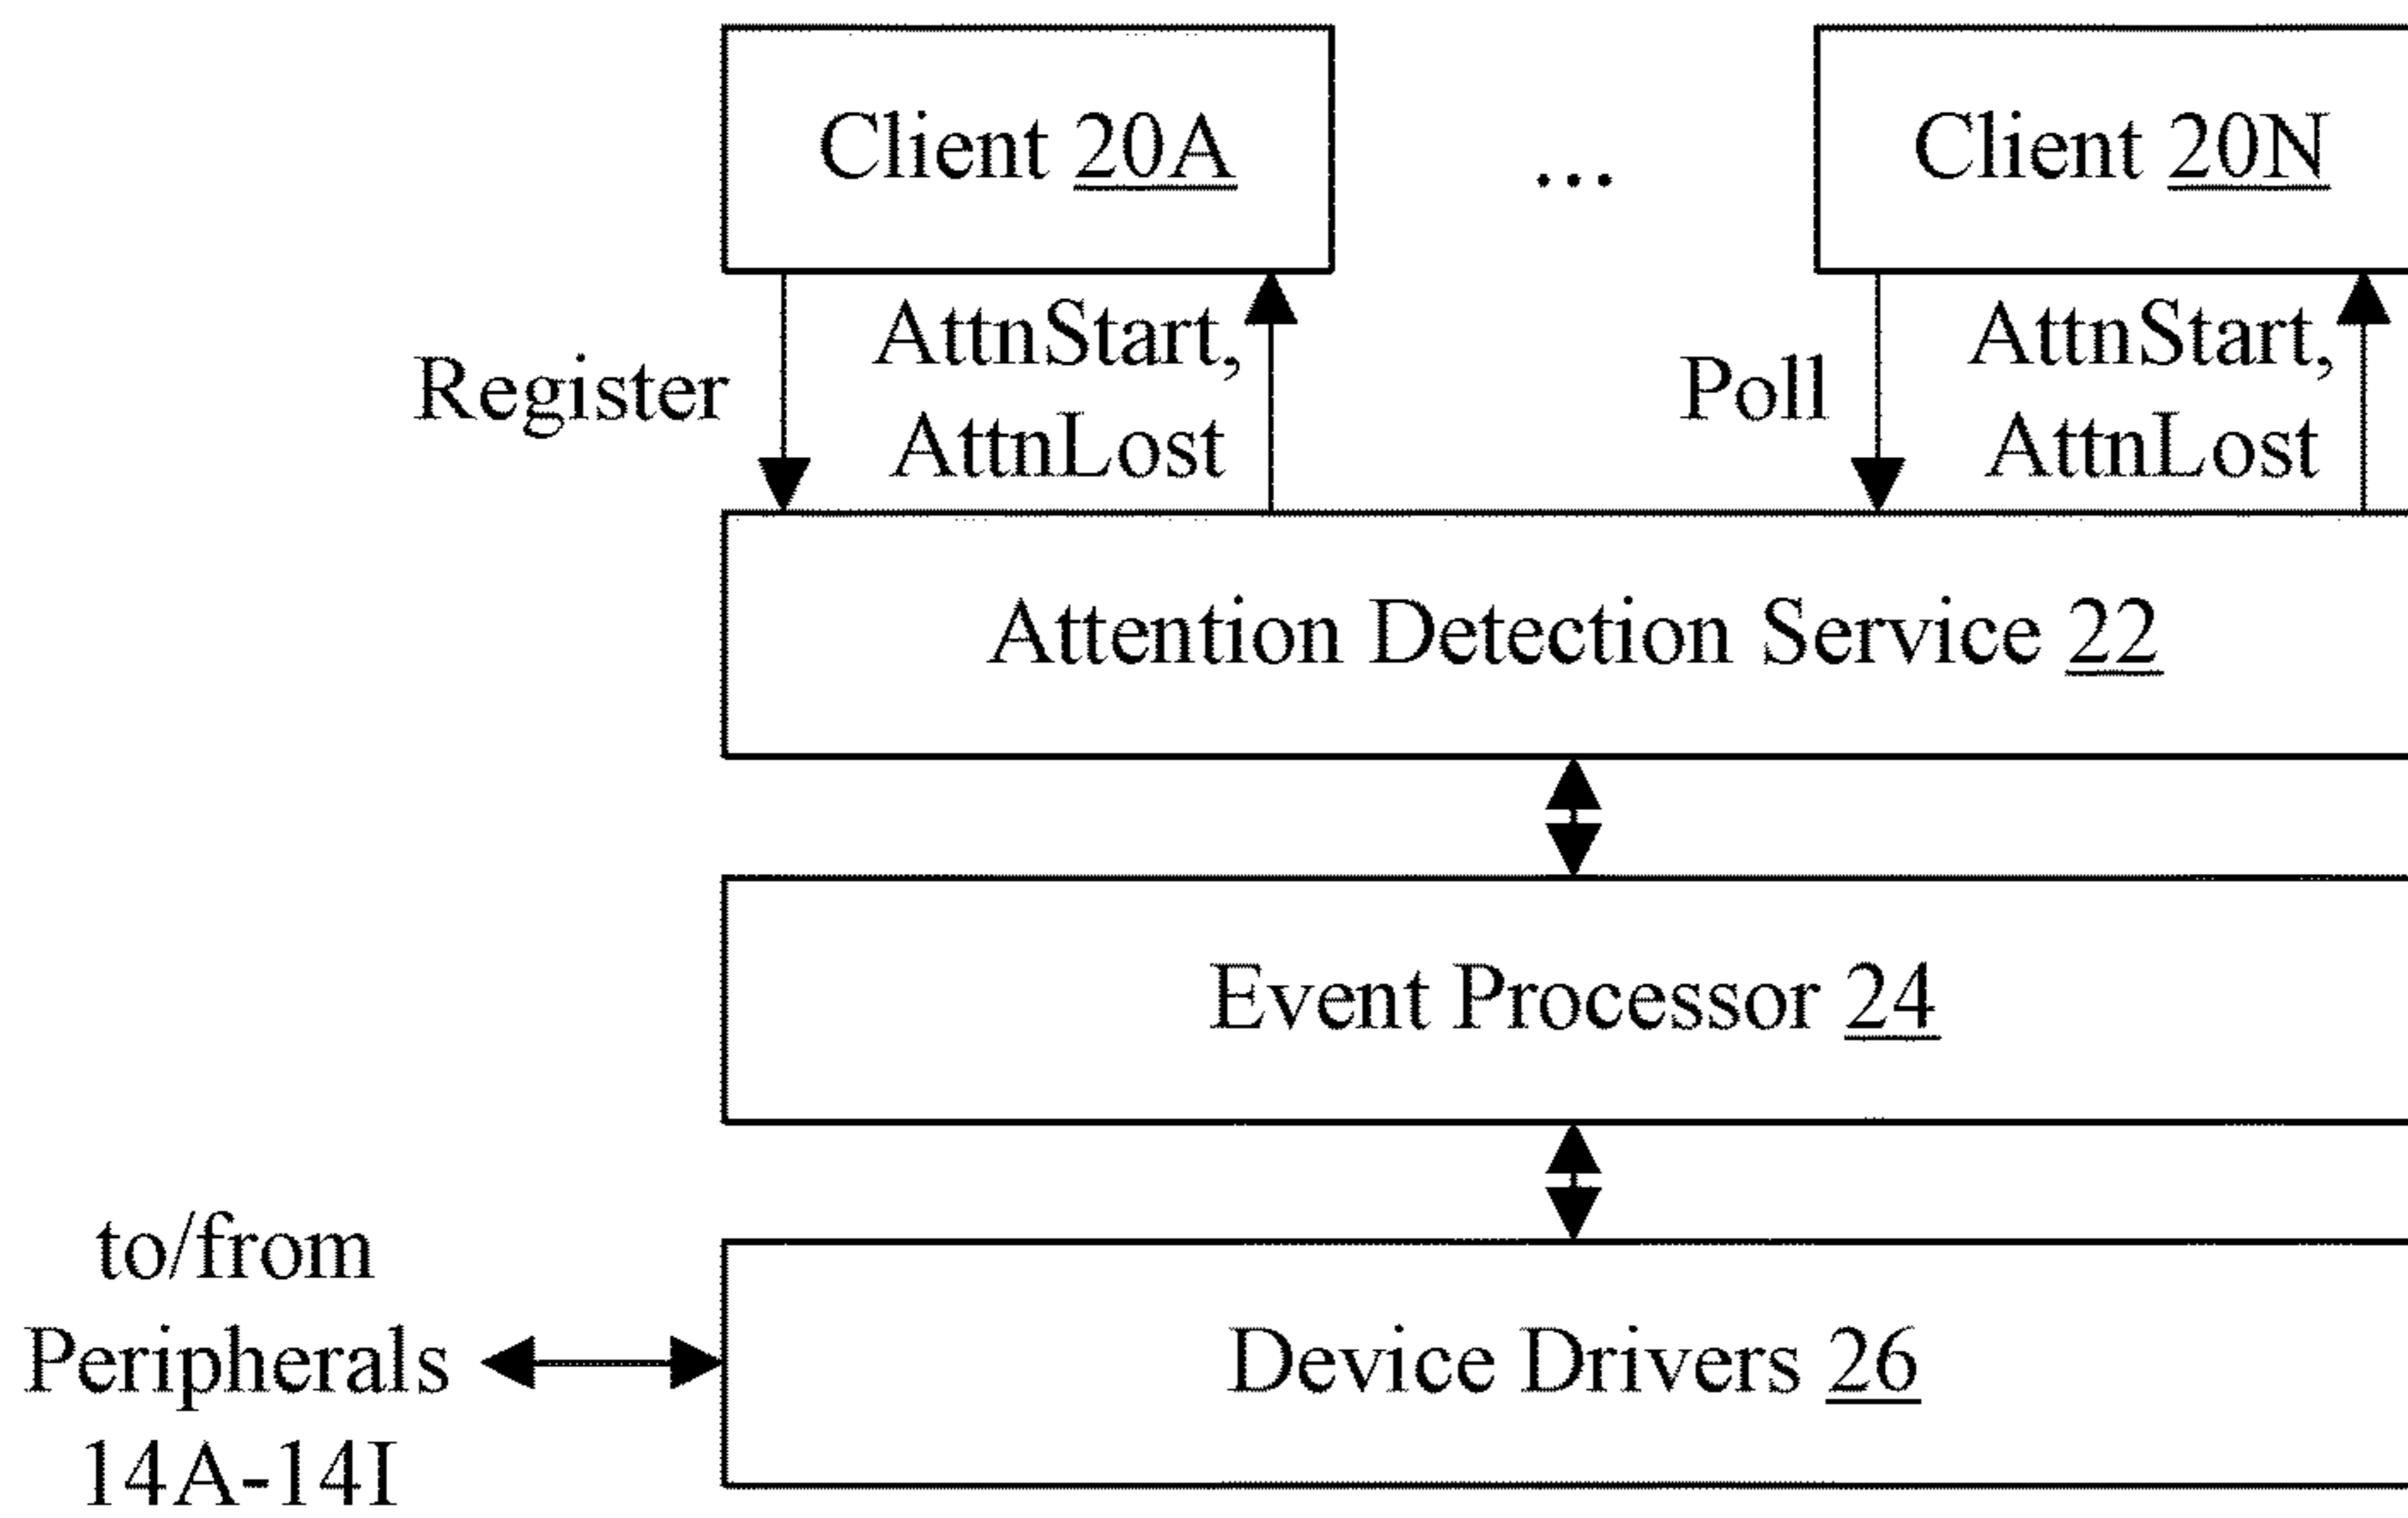 Client 20A
...
Client 20N
Register
AttnStart,
AttnLost
Poll
AttnStart,
AttnLost
Attention Detection Service 22
Event Processor 24
to/from
Peripherals
14A-14I
Device Drivers 26